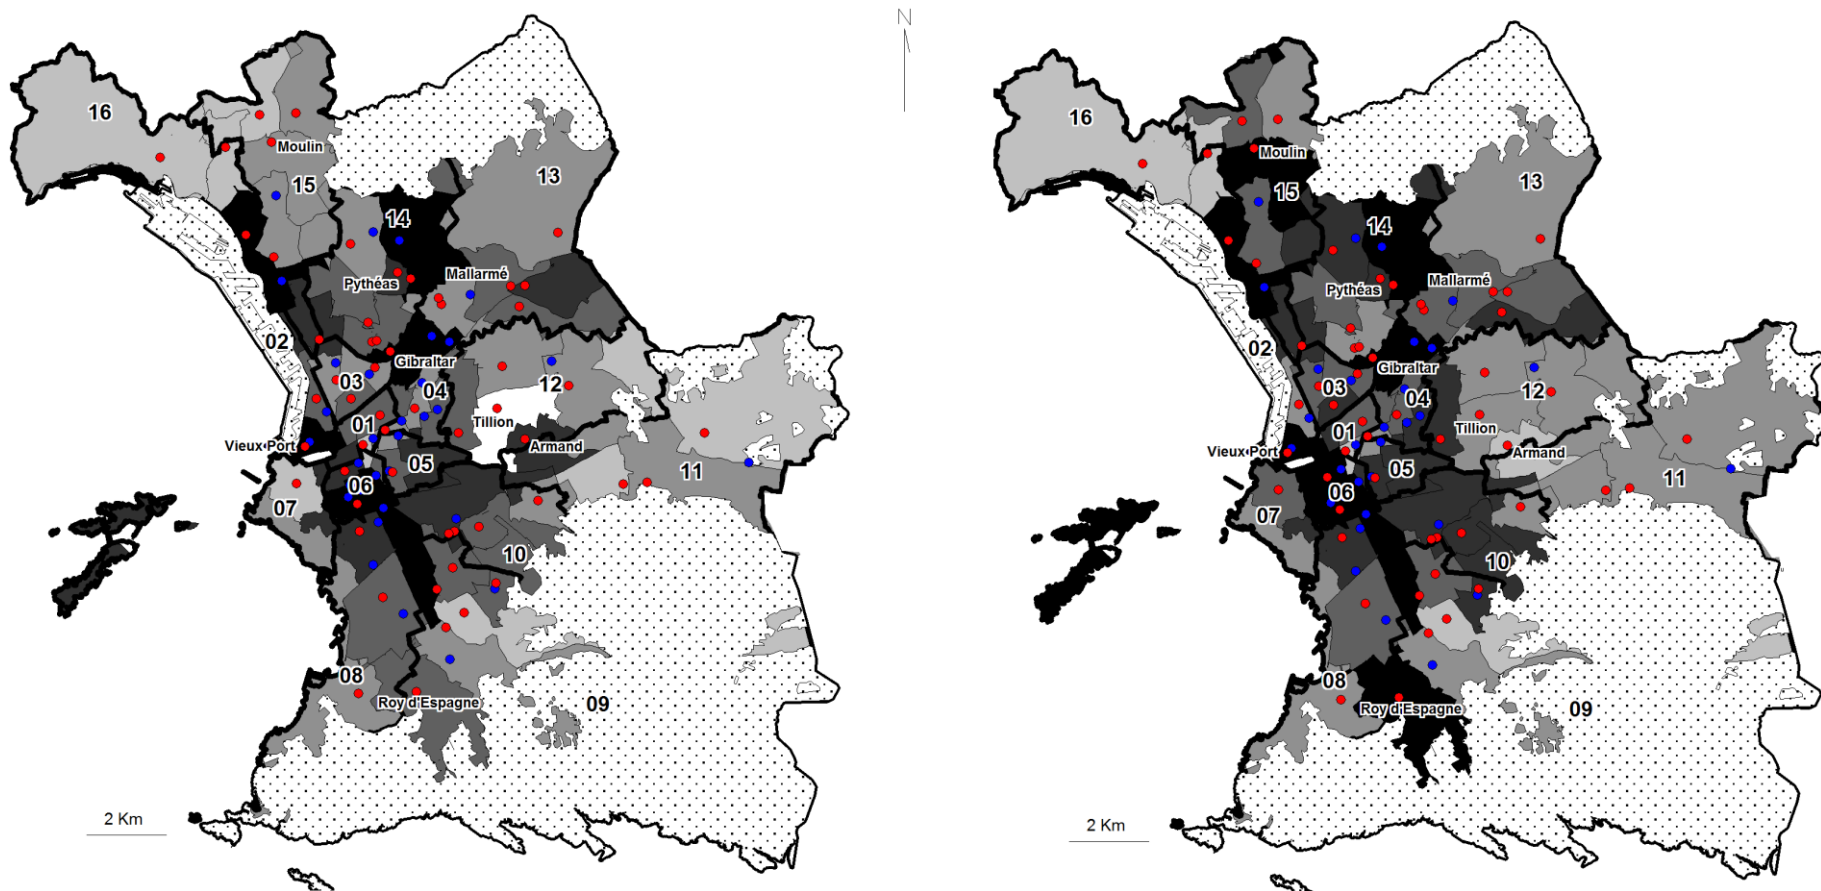 N
16
Moulin
15
13
14
Pythéas
Mallarmé
02
Gibraltar
03
04
12
01
Tillion
Vieux Port
Armand
05
11
06
07
10
08
Roy d'Espagne
09
2 Km
16
Moulin
15
13
14
Pythéas
Mallarmé
02
Gibraltar
03
04
12
01
Tillion
Vieux Port
Armand
05
11
06
07
10
08
Roy d'Espagne
09
2 Km